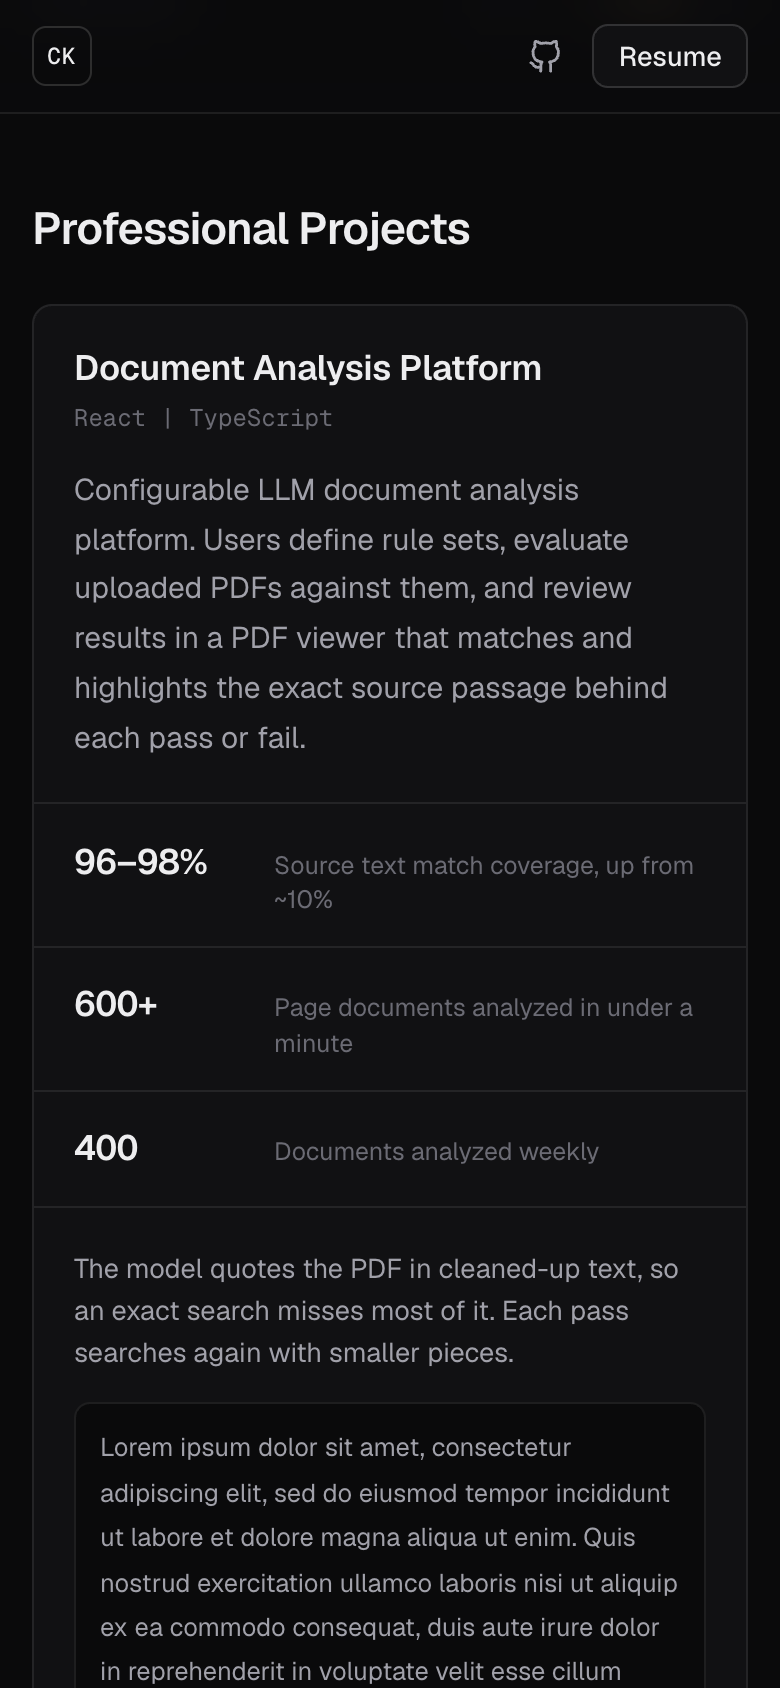 CK
Resume
Professional Projects
Document Analysis Platform
React | TypeScript
Configurable LLM document analysis
platform. Users define rule sets, evaluate
uploaded PDFs against them, and review
results in a PDF viewer that matches and
highlights the exact source passage behind
each pass or fail.
96–98%
Source text match coverage, up from
~10%
600+
Page documents analyzed in under a
minute
400
Documents analyzed weekly
The model quotes the PDF in cleaned-up text, so
an exact search misses most of it. Each pass
searches again with smaller pieces.
Lorem ipsum dolor sit amet, consectetur
adipiscing elit, sed do eiusmod tempor incididunt
ut labore et dolore magna aliqua ut enim. Quis
nostrud exercitation ullamco laboris nisi ut aliquip
ex ea commodo consequat, duis aute irure dolor
in reprehenderit in voluptate velit esse cillum